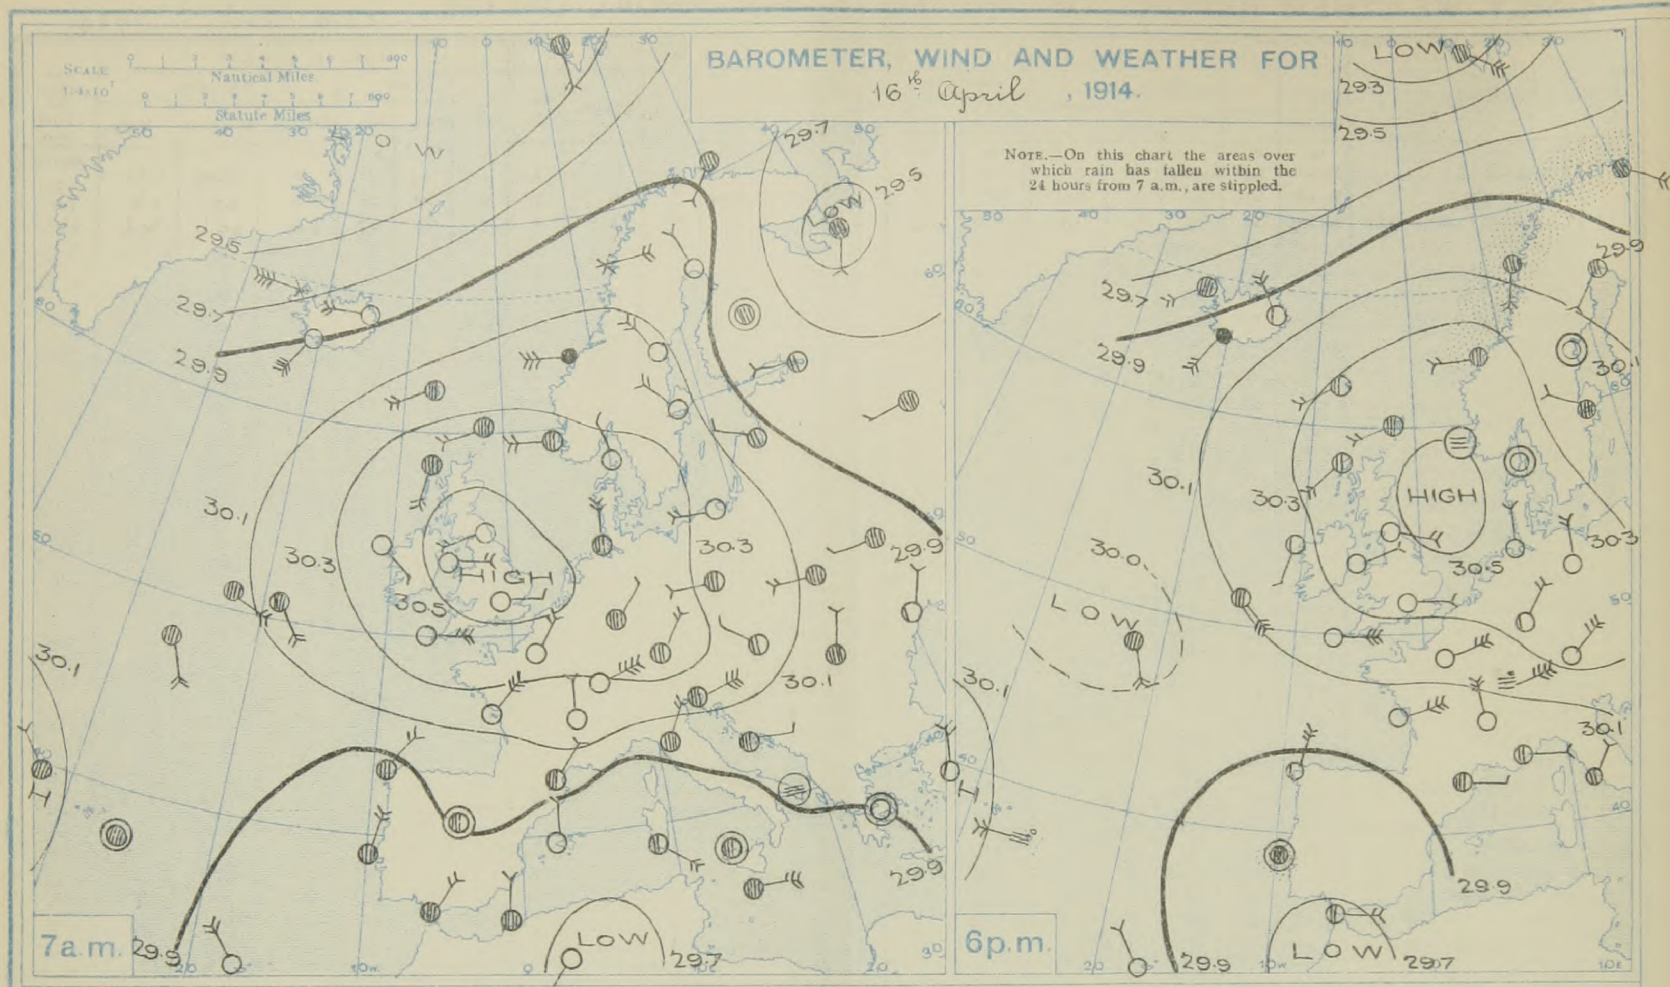 BAROMETER, WIND AND WEATHER FOR
16th April, 1914.
NOTE.—On this chart the areas over
which rain has fallen within the
24 hours from 7 a.m., are stippled.
SCALE
Nautical Miles
Statute Miles
29.5
29.7
29.9
30.1
30.3
30.5
HIGH
30.3
30.1
30.1
29.7
29.5
LOW
29.9
29.9
29.9
LOW
29.7
7a.m.
LOW
29.3
29.5
29.7
29.9
29.9
30.1
30.1
30.3
HIGH
30.5
30.3
30.0
LOW
30.1
30.1
29.9
29.9
LOW
29.7
6p.m.